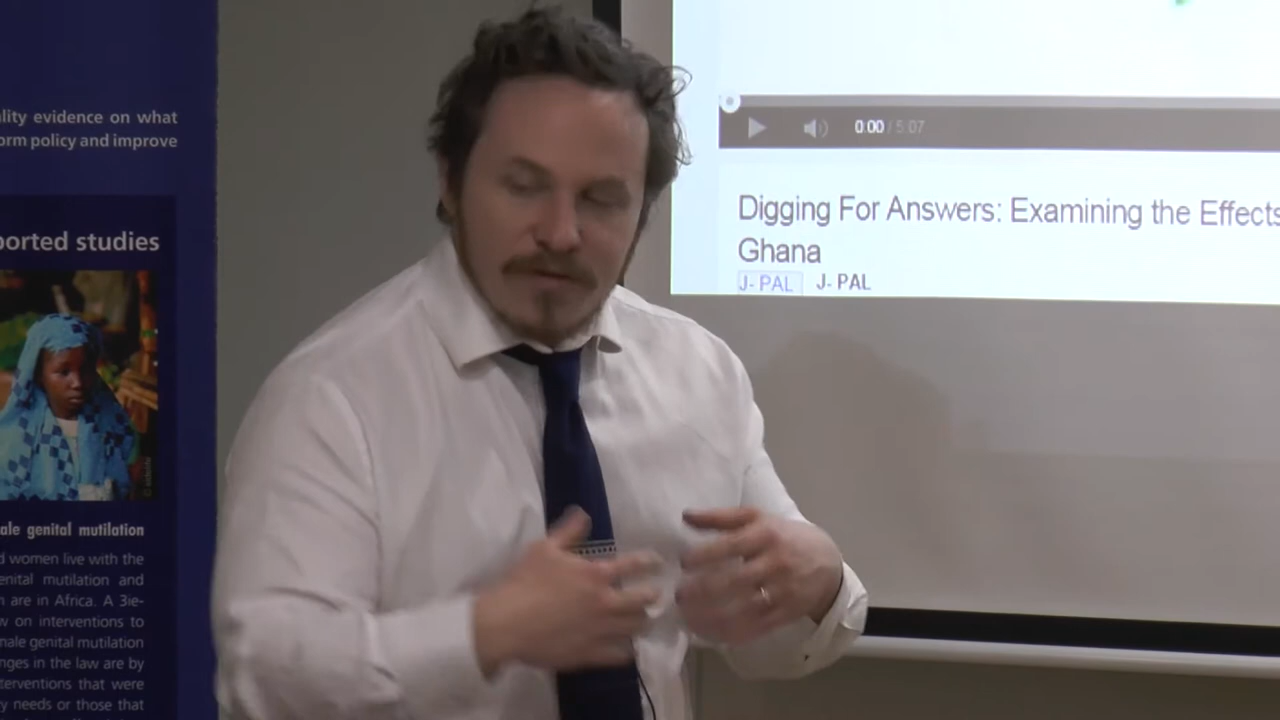 lity evidence on what
orm policy and improve
ported studies
ale genital mutilation
d women live with the
enital mutilation and
n are in Africa. A 3ie-
w on interventions to
nale genital mutilation
nges in the law are by
terventions that were
y needs or those that
0:00 / 5:07
Digging For Answers: Examining the Effects
Ghana
J-PAL J-PAL